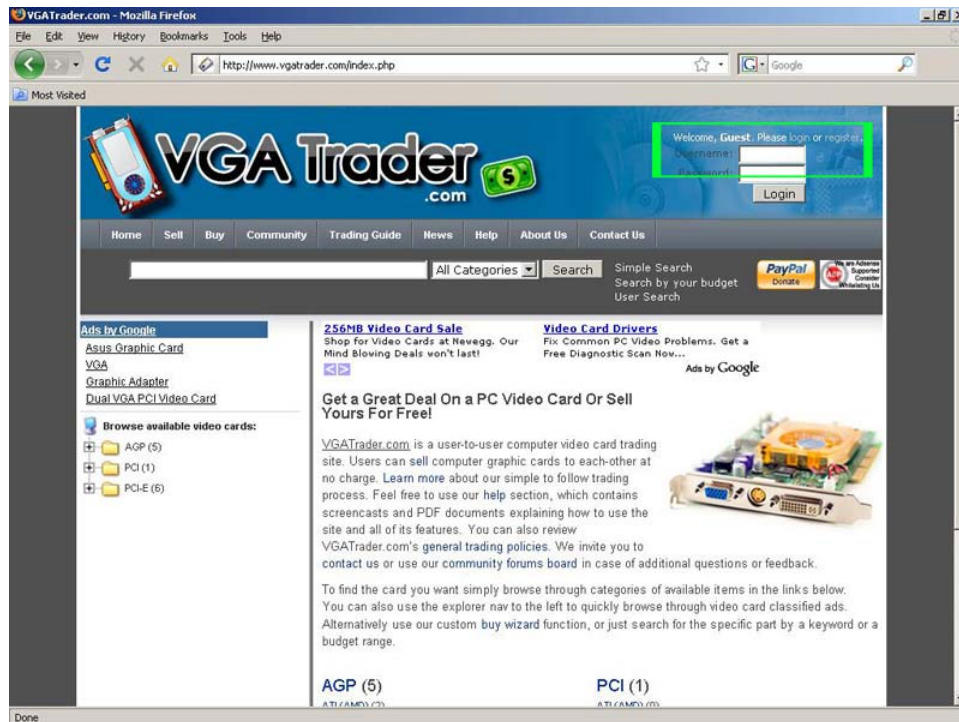 VGATrader.com - Mozilla Firefox
File Edit View History Bookmarks Tools Help
http://www.vgatrader.com/index.php
Google
Most Visited
VGA Trader
.com
Welcome, Guest. Please login or register.
Username:
Password:
Login
Home Sell Buy Community Trading Guide News Help About Us Contact Us
All Categories Search
Simple Search
Search by your budget
User Search
PayPal
Donate
We are Adsense
Supported
Consider
Whitelisting Us
ABP
Ads by Google
Asus Graphic Card
VGA
Graphic Adapter
Dual VGA PCI Video Card
Browse available video cards:
AGP (5)
PCI (1)
PCI-E (6)
256MB Video Card Sale
Shop for Video Cards at Newegg. Our
Mind Blowing Deals won't last!
Video Card Drivers
Fix Common PC Video Problems. Get a
Free Diagnostic Scan Now...
Ads by Google
Get a Great Deal On a PC Video Card Or Sell
Yours For Free!
VGATrader.com is a user-to-user computer video card trading
site. Users can sell computer graphic cards to each-other at
no charge. Learn more about our simple to follow trading
process. Feel free to use our help section, which contains
screencasts and PDF documents explaining how to use the
site and all of its features. You can also review
VGATrader.com's general trading policies. We invite you to
contact us or use our community forums board in case of additional questions or feedback.
To find the card you want simply browse through categories of available items in the links below.
You can also use the explorer nav to the left to quickly browse through video card classified ads.
Alternatively use our custom buy wizard function, or just search for the specific part by a keyword or a
budget range.
AGP (5)
PCI (1)
ATI (AMD) (2)
ATI (AMD) (0)
Done